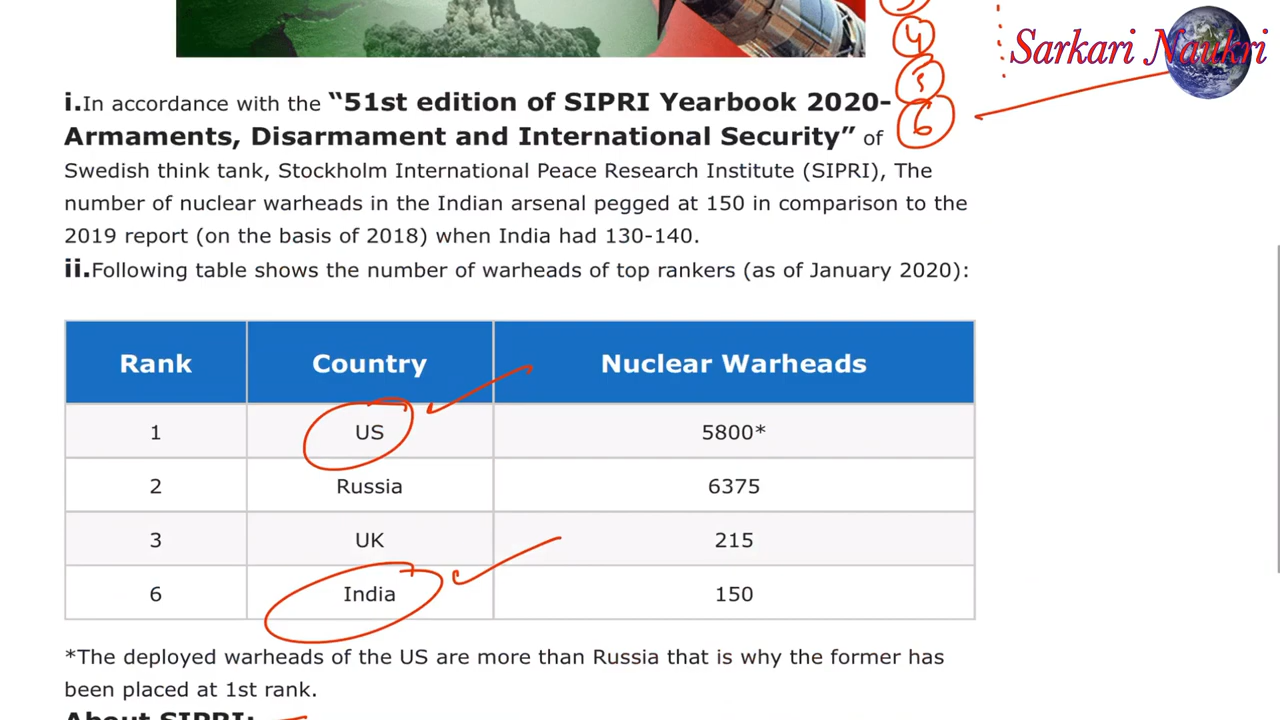 Sarkari Naukri
4
5
6
i.In accordance with the “51st edition of SIPRI Yearbook 2020-
Armaments, Disarmament and International Security” of
Swedish think tank, Stockholm International Peace Research Institute (SIPRI), The
number of nuclear warheads in the Indian arsenal pegged at 150 in comparison to the
2019 report (on the basis of 2018) when India had 130-140.
ii.Following table shows the number of warheads of top rankers (as of January 2020):
Rank Country Nuclear Warheads
1 US 5800*
2 Russia 6375
3 UK 215
6 India 150
*The deployed warheads of the US are more than Russia that is why the former has
been placed at 1st rank.
About SIPRI: